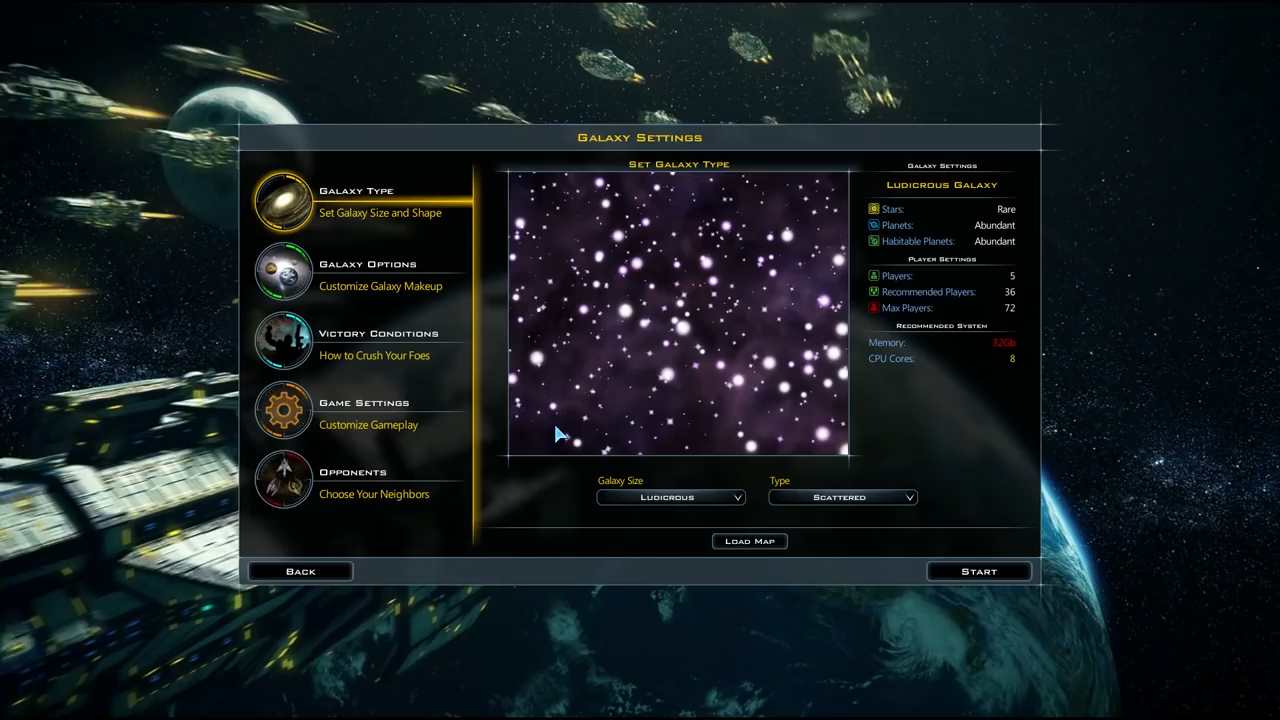 Galaxy Settings
Galaxy Type
Set Galaxy Size and Shape
Galaxy Options
Customize Galaxy Makeup
Victory Conditions
How to Crush Your Foes
Game Settings
Customize Gameplay
Opponents
Choose Your Neighbors
Set Galaxy Type
Galaxy Size
Ludicrous
Type
Scattered
Load Map
Galaxy Settings
Ludicrous Galaxy
Stars: Rare
Planets: Abundant
Habitable Planets: Abundant
Player Settings
Players: 5
Recommended Players: 36
Max Players: 72
Recommended System
Memory: 32Gb
CPU Cores: 8
Back
Start